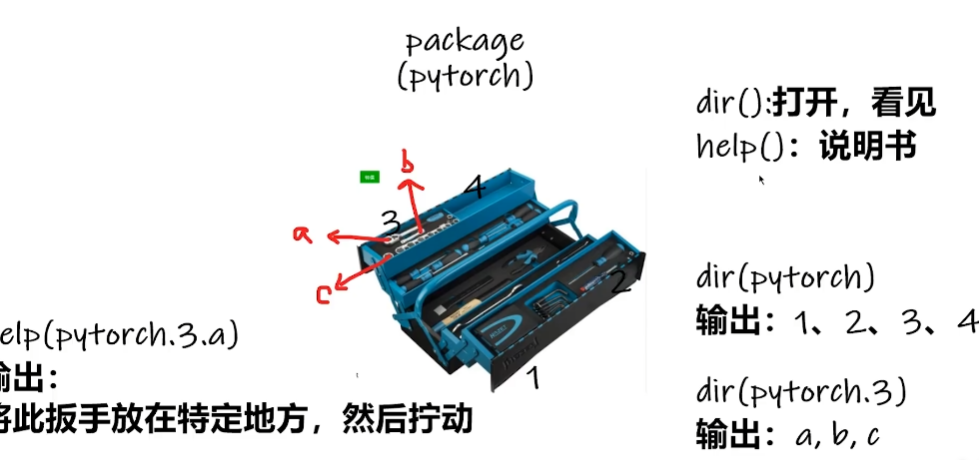 package
(pytorch)
dir():打开，看见
help()：说明书
b
4
3
a
c
2
1
dir(pytorch)
输出：1、2、3、4
dir(pytorch.3)
输出：a, b, c
elp(pytorch.3.a)
输出：
将此扳手放在特定地方，然后拧动